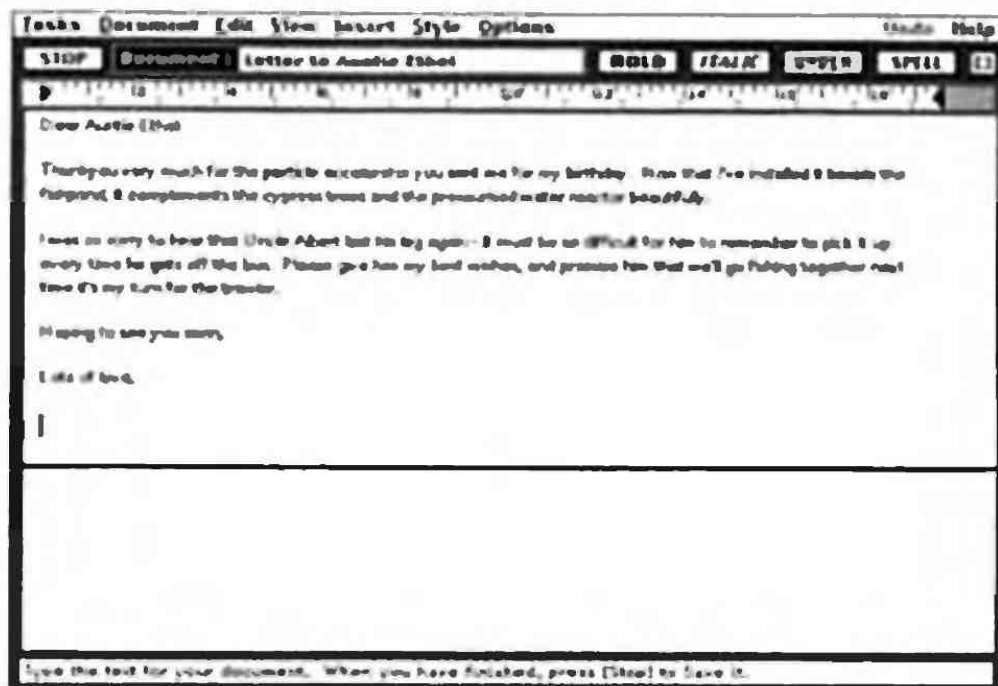 Tasks Document Edit View Insert Style Options Undo Help
STOP Document: Letter to Auntie Ethel BOLD ITALIC UNDER SPELL
Dear Auntie Ethel
Thankyou very much for the particle accelerator you sent me for my birthday. Now that I've installed it beside the
fishpond, it complements the cypress trees and the pressurised water reactor beautifully.
I was so sorry to hear that Uncle Albert lost his leg again - it must be so difficult for him to remember to pick it up
every time he gets off the bus. Please give him my best wishes, and promise him that we'll go fishing together next
time it's my turn for the
Hoping to see you soon,
Lots of love,
Type the text for your document. When you have finished, press [Stop] to Save it.